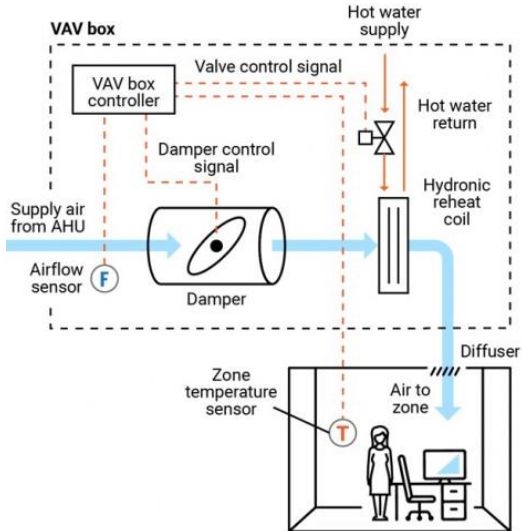 VAV box
Hot water
supply
VAV box
controller
Valve control signal
Hot water
return
Damper control
signal
Hydronic
reheat
coil
Supply air
from AHU
Airflow
sensor
F
Damper
Diffuser
Zone
temperature
sensor
Air to
zone
T